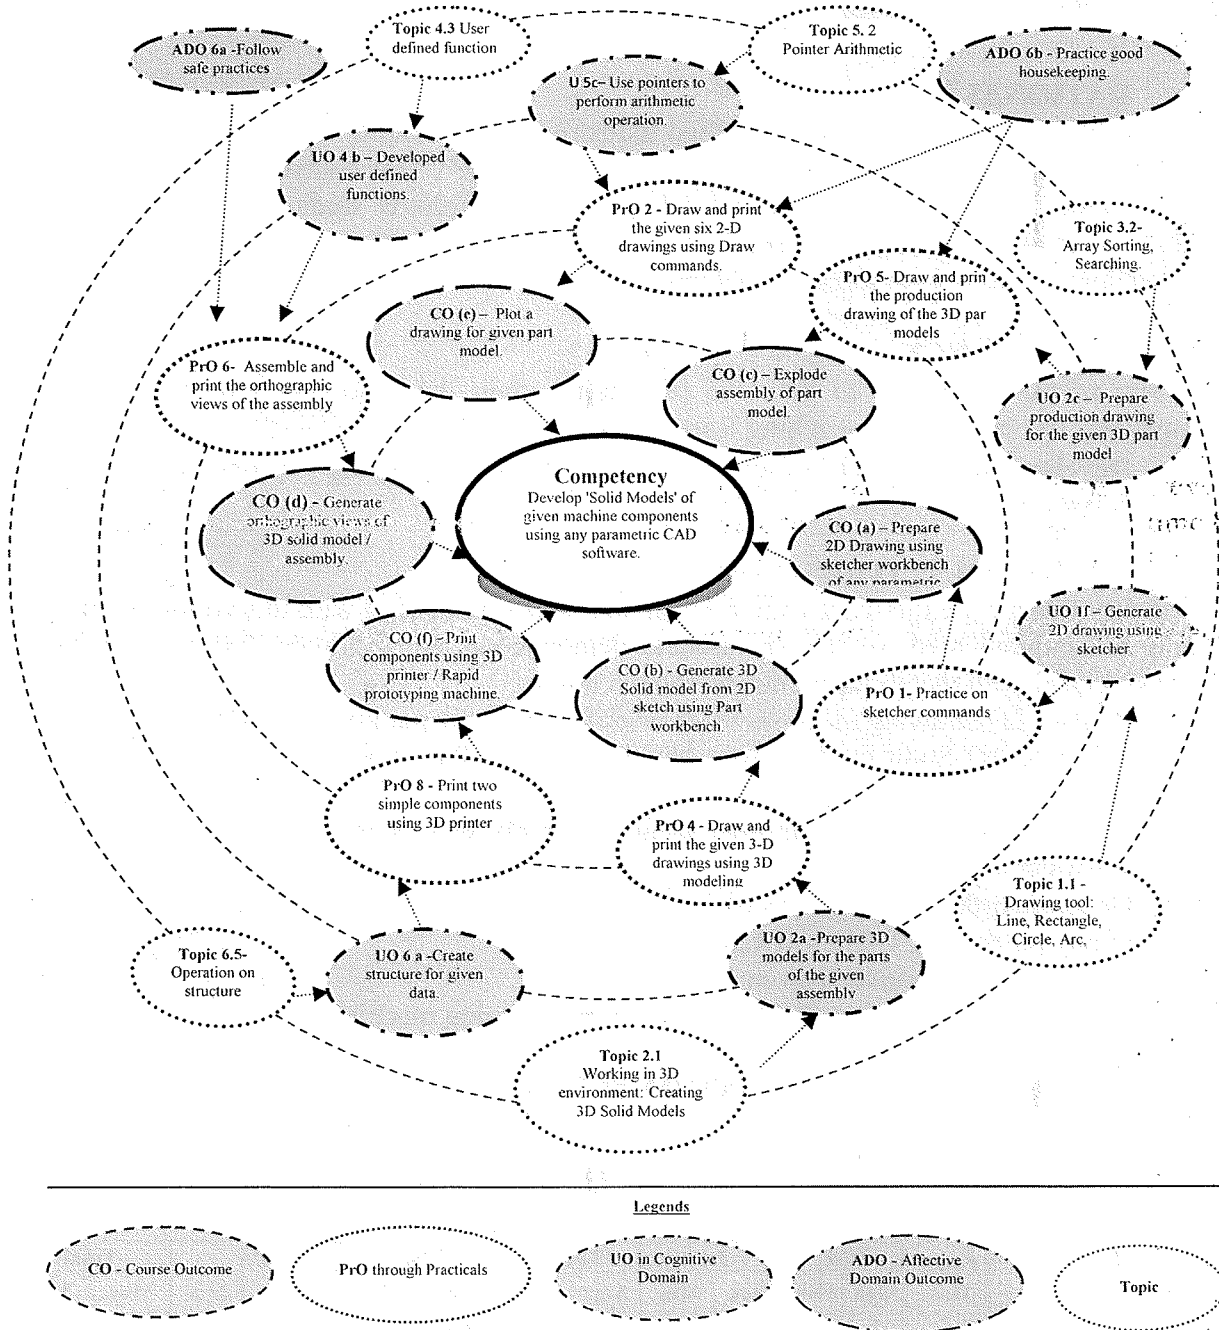 Topic 4.3 User
defined function
Topic 5. 2
Pointer Arithmetic
ADO 6a -Follow
safe practices
ADO 6b - Practice good
housekeeping.
U 5c– Use pointers to
perform arithmetic
operation.
UO 4 b – Developed
user defined
functions.
PrO 2 - Draw and print
the given six 2-D
drawings using Draw
commands.
Topic 3.2-
Array Sorting,
Searching.
PrO 5- Draw and prin
the production
drawing of the 3D par
models
CO (e) – Plot a
drawing for given part
model.
PrO 6- Assemble and
print the orthographic
views of the assembly
CO (c) – Explode
assembly of part
model
UO 2c – Prepare
production drawing
for the given 3D part
model
Competency
Develop 'Solid Models' of
given machine components
using any parametric CAD
software.
CO (d) - Generate
orthographic views of
3D solid model /
assembly.
CO (a) – Prepare
2D Drawing using
sketcher workbench
of any parametric
UO 1f – Generate
2D drawing using
sketcher
CO (f) - Print
components using 3D
printer / Rapid
prototyping machine.
CO (b) - Generate 3D
Solid model from 2D
sketch using Part
workbench.
PrO 1- Practice on
sketcher commands
PrO 8 - Print two
simple components
using 3D printer
PrO 4 - Draw and
print the given 3-D
drawings using 3D
modeling
Topic 1.1 -
Drawing tool:
Line, Rectangle,
Circle, Arc,
Topic 6.5-
Operation on
structure
UO 6 a -Create
structure for given
data.
UO 2a -Prepare 3D
models for the parts
of the given
assembly
Topic 2.1
Working in 3D
environment: Creating
3D Solid Models
Legends
CO - Course Outcome
PrO through Practicals
UO in Cognitive
Domain
ADO - Affective
Domain Outcome
Topic